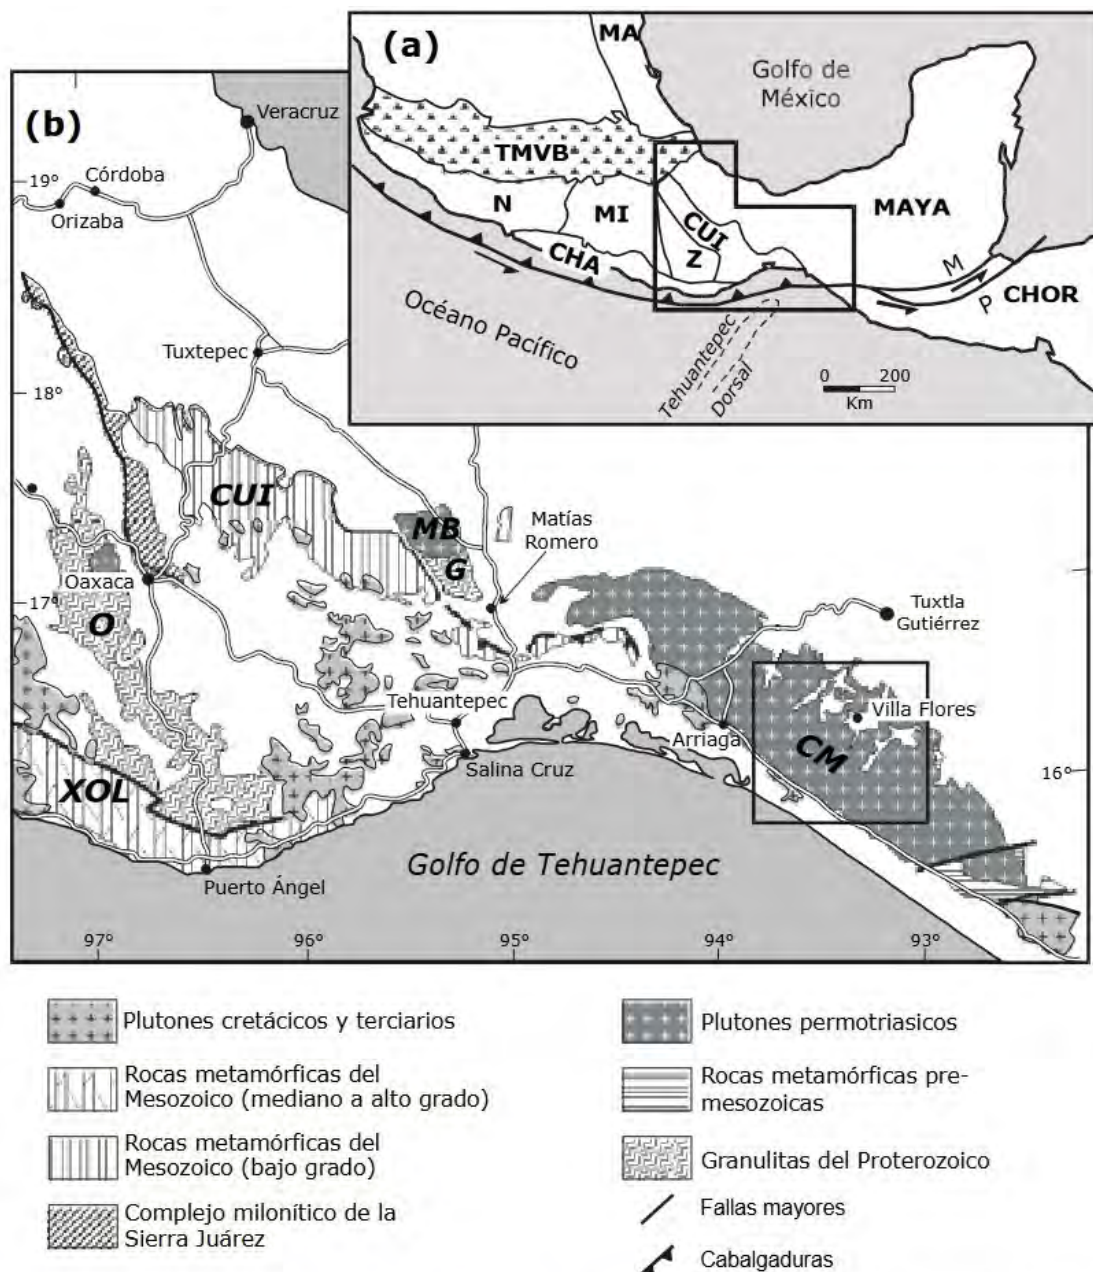 (a)
MA
Golfo de
México
TMVB
N
MI
CUI
Z
CHA
MAYA
M
P
CHOR
Océano Pacífico
Tehuantepec
Dorsal
0 200
Km
(b)
Veracruz
19°
Córdoba
Orizaba
Tuxtepec
18°
CUI
MB
G
Matías
Romero
Oaxaca
17°
O
Tuxtla
Gutiérrez
Tehuantepec
Villa Flores
Arriaga
CM
Salina Cruz
16°
XOL
Golfo de Tehuantepec
Puerto Ángel
97° 96° 95° 94° 93°
Plutones cretácicos y terciarios
Rocas metamórficas del
Mesozoico (mediano a alto grado)
Rocas metamórficas del
Mesozoico (bajo grado)
Complejo milonítico de la
Sierra Juárez
Plutones permotriasicos
Rocas metamórficas pre-
mesozoicas
Granulitas del Proterozoico
Fallas mayores
Cabalgaduras